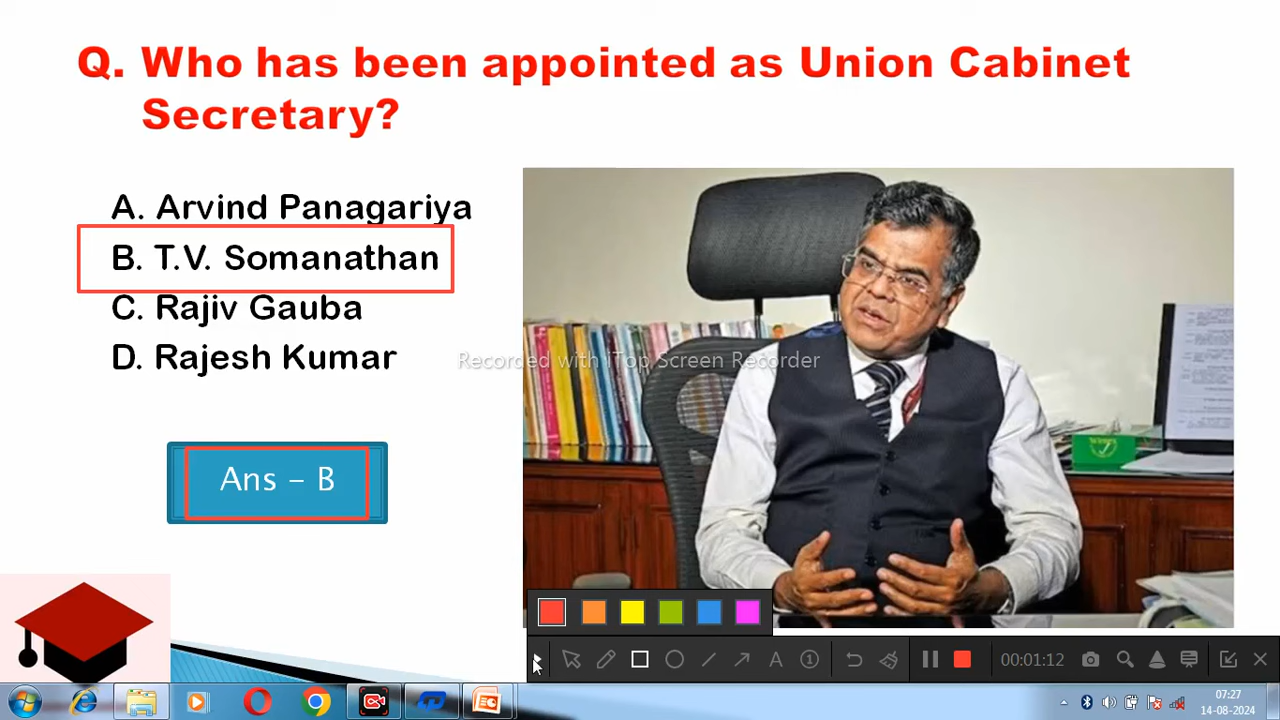 Q. Who has been appointed as Union Cabinet
Secretary?
A. Arvind Panagariya
B. T.V. Somanathan
C. Rajiv Gauba
D. Rajesh Kumar
Recorded with iTop Screen Recorder
Ans – B
A
1
00:01:12
07:27
14-08-2024